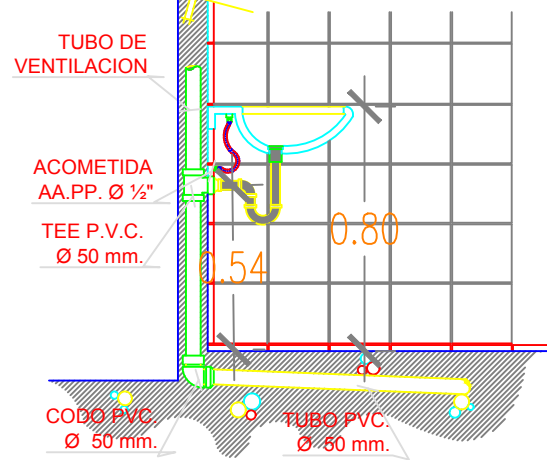 TUBO DE
VENTILACION
ACOMETIDA
AA.PP. Ø ½"
TEE P.V.C.
Ø 50 mm.
0.54
0.80
CODO PVC.
Ø 50 mm.
TUBO PVC.
Ø 50 mm.